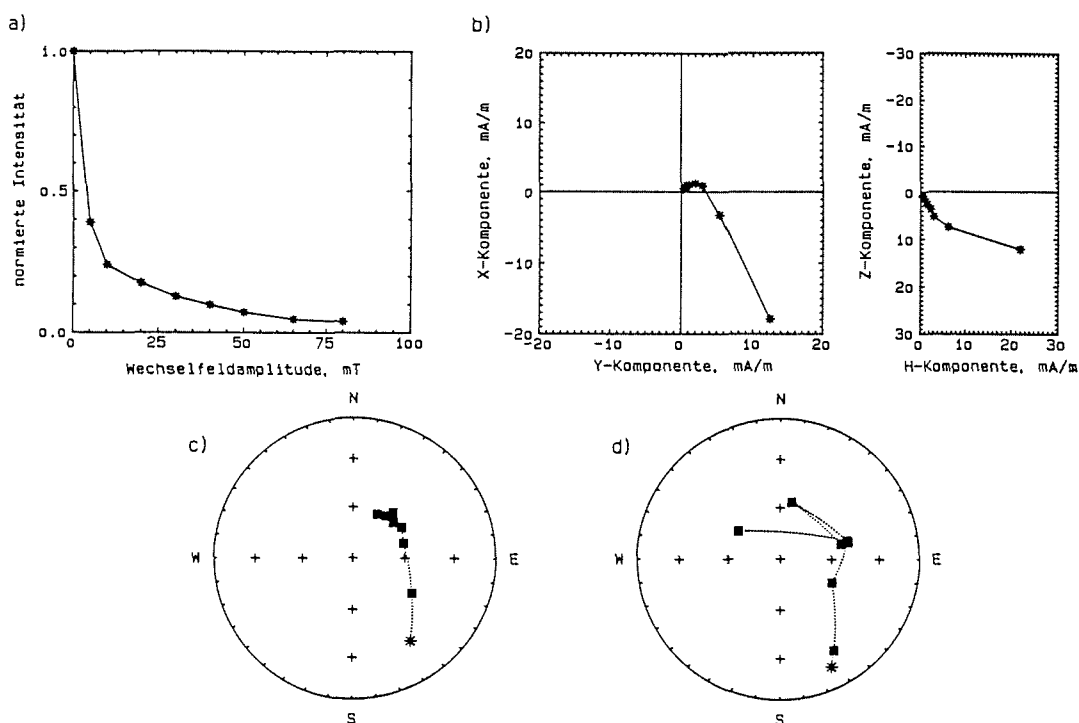 a)
1.0
0.5
0.0
0
25
50
75
100
normierte Intensität
Wechselfeldamplitude, mT
b)
20
10
0
-10
-20
-20
-10
0
10
20
X-Komponente, mA/m
Y-Komponente, mA/m
-30
20
10
0
10
20
30
0
10
20
30
Z-Komponente, mA/m
H-Komponente, mA/m
c)
N
W
E
S
d)
N
W
E
S